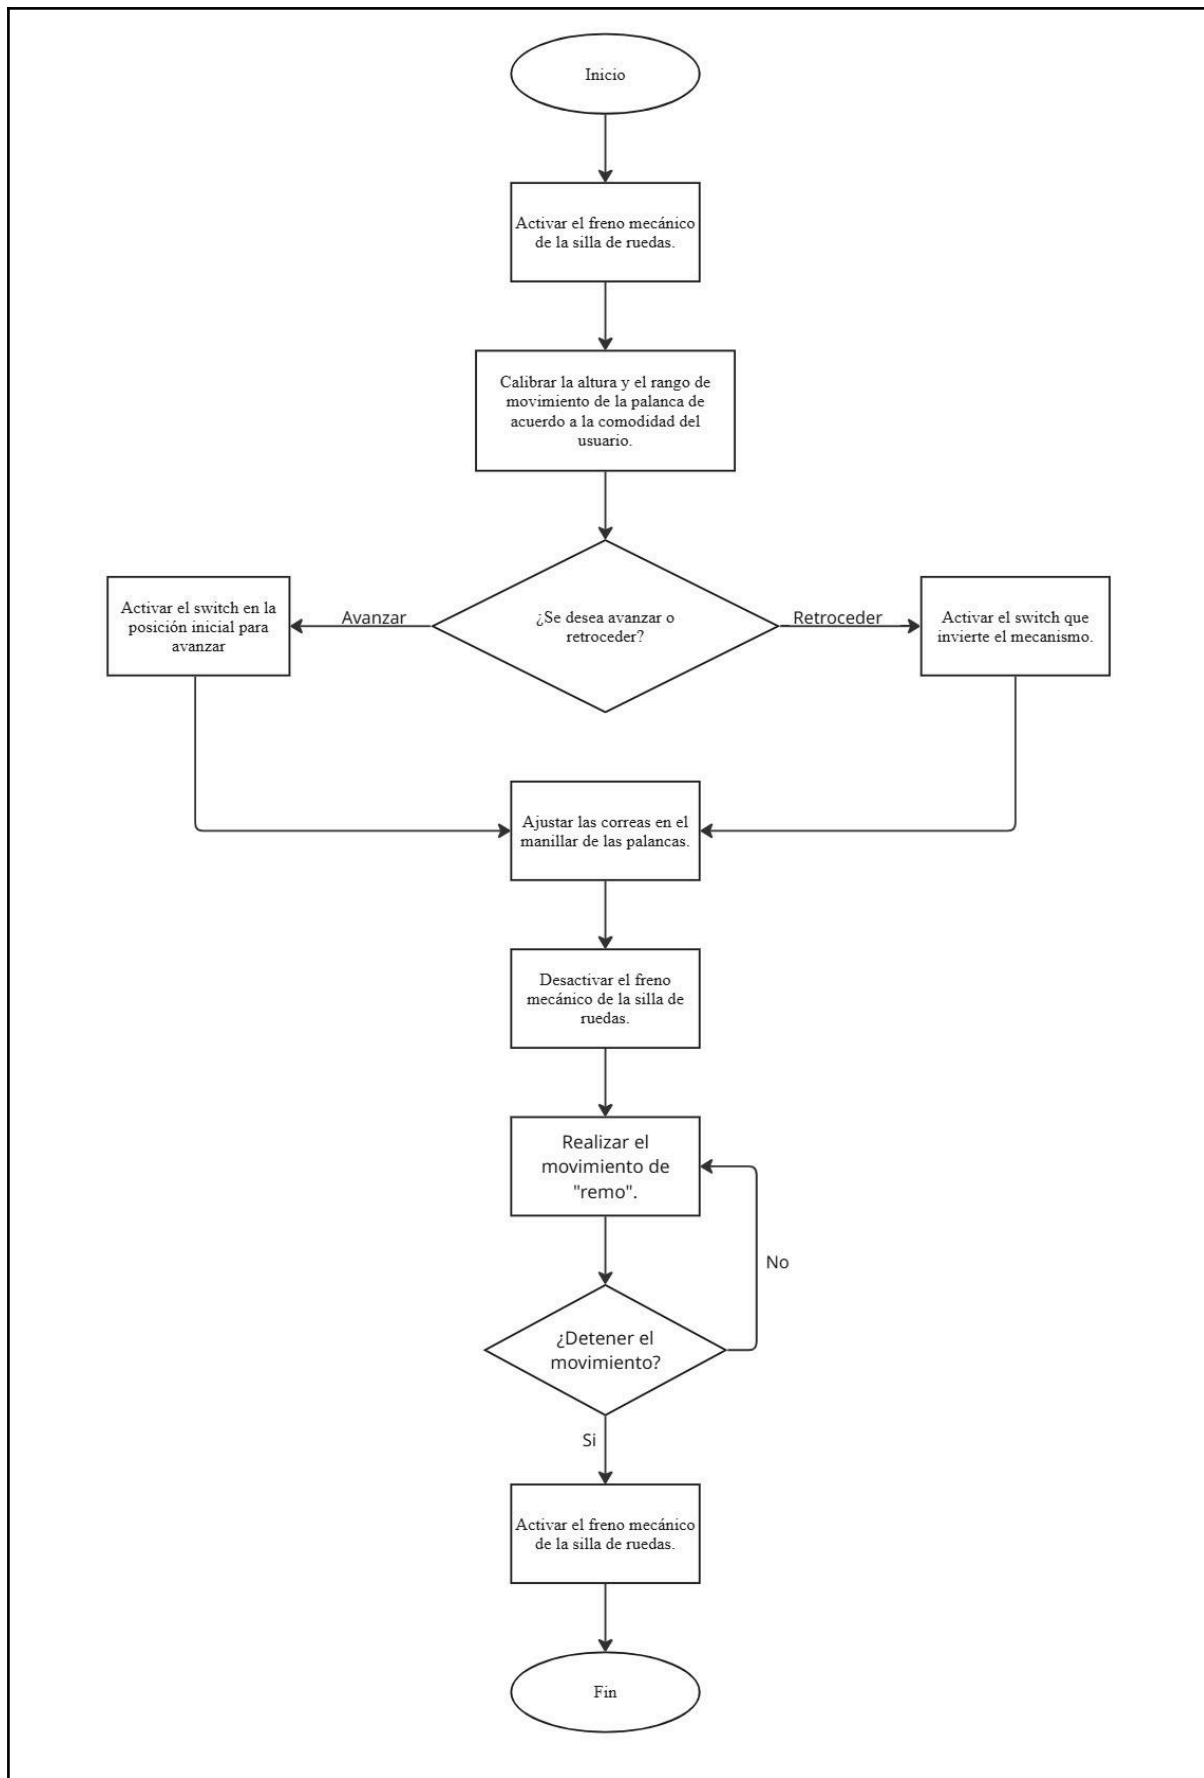 Inicio
Activar el freno mecánico
de la silla de ruedas.
Calibrar la altura y el rango de
movimiento de la palanca de
acuerdo a la comodidad del
usuario.
¿Se desea avanzar o
retroceder?
Avanzar
Retroceder
Activar el switch en la
posición inicial para
avanzar
Activar el switch que
invierte el mecanismo.
Ajustar las correas en el
manillar de las palancas.
Desactivar el freno
mecánico de la silla de
ruedas.
Realizar el
movimiento de
"remo".
No
¿Detener el
movimiento?
Si
Activar el freno mecánico
de la silla de ruedas.
Fin